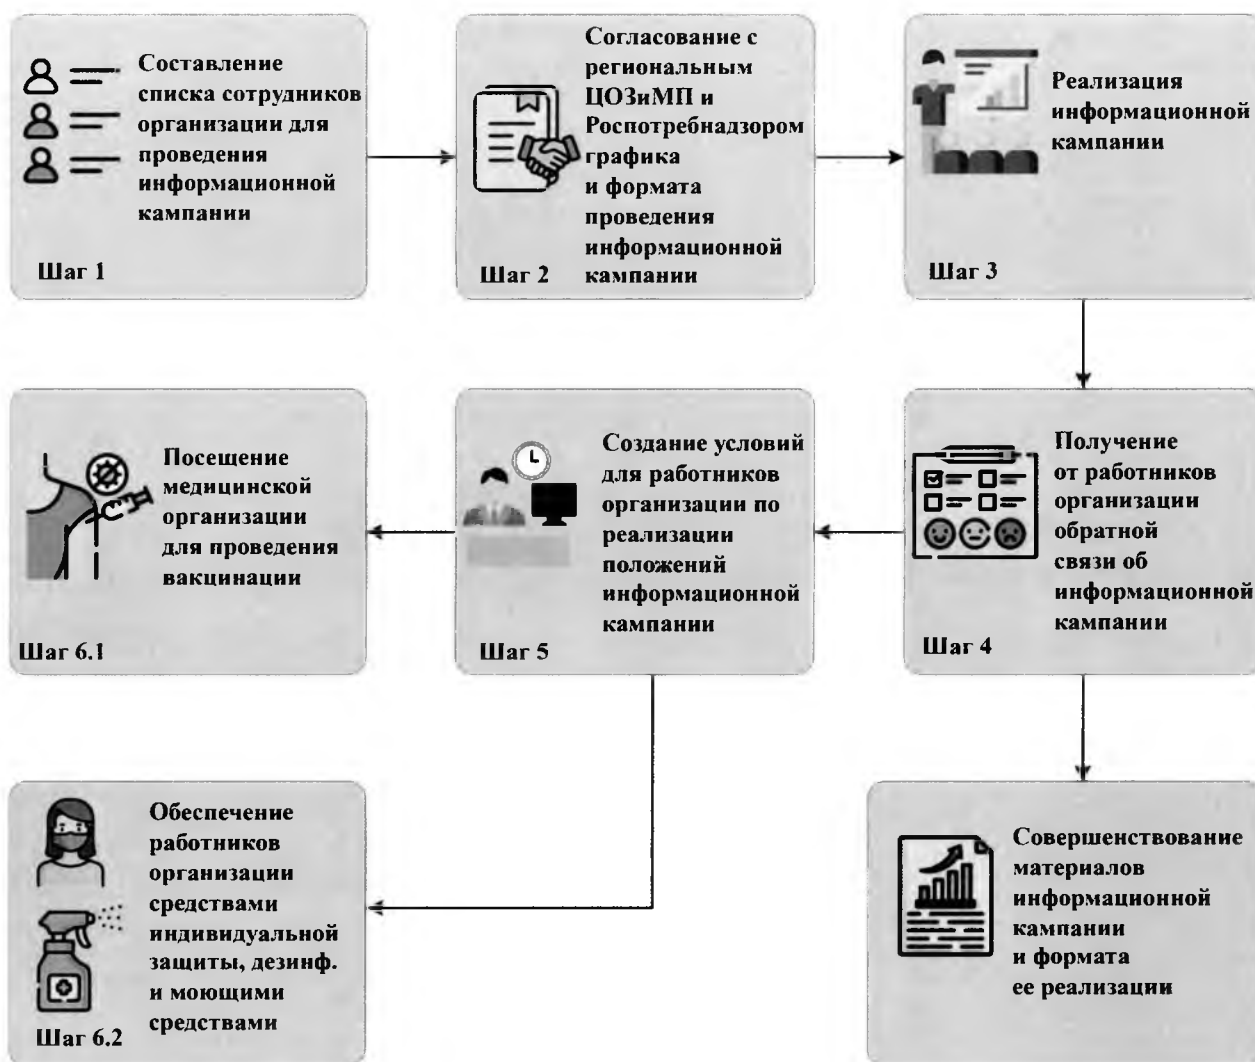 Составление
списка сотрудников
организации для
проведения
информационной
кампании
Шаг 1
Согласование с
региональным
ЦОЗиМП и
Роспотребнадзором
графика
и формата
проведения
информационной
кампании
Шаг 2
Реализация
информационной
кампании
Шаг 3
Получение
от работников
организации
обратной
связи об
информационной
кампании
Шаг 4
Создание условий
для работников
организации по
реализации
положений
информационной
кампании
Шаг 5
Посещение
медицинской
организации
для проведения
вакцинации
Шаг 6.1
Обеспечение
работников
организации
средствами
индивидуальной
защиты, дезинф.
и моющими
средствами
Шаг 6.2
Совершенствование
материалов
информационной
кампании
и формата
ее реализации